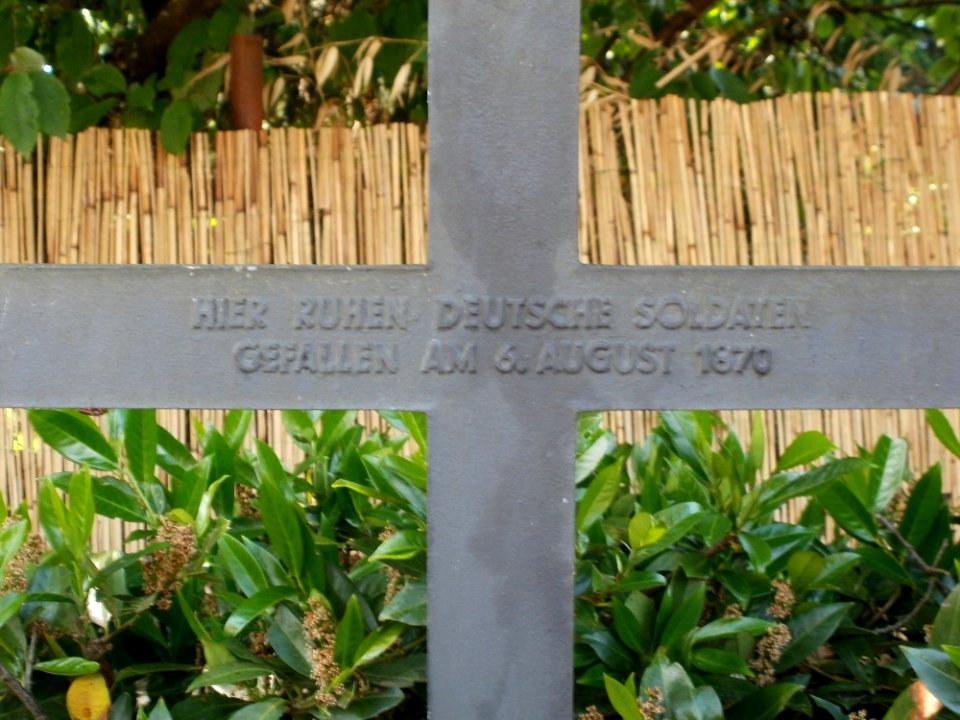 HIER RUHEN DEUTSCHE SOLDATEN
GEFALLEN AM 6. AUGUST 1870